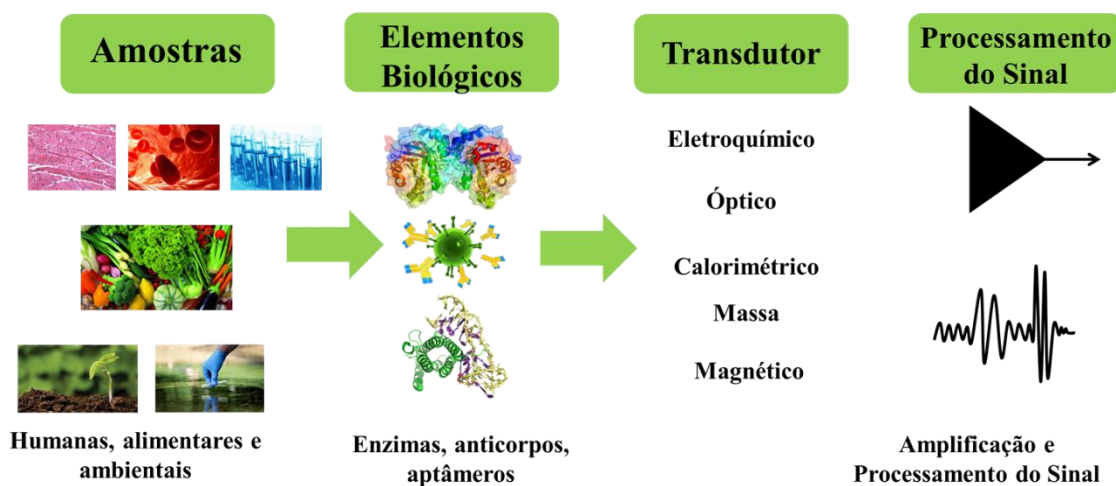 Amostras
Elementos
Biológicos
Transdutor
Processamento
do Sinal
Eletroquímico
Óptico
Calorimétrico
Massa
Magnético
Humanas, alimentares e
ambientais
Enzimas, anticorpos,
aptâmeros
Amplificação e
Processamento do Sinal